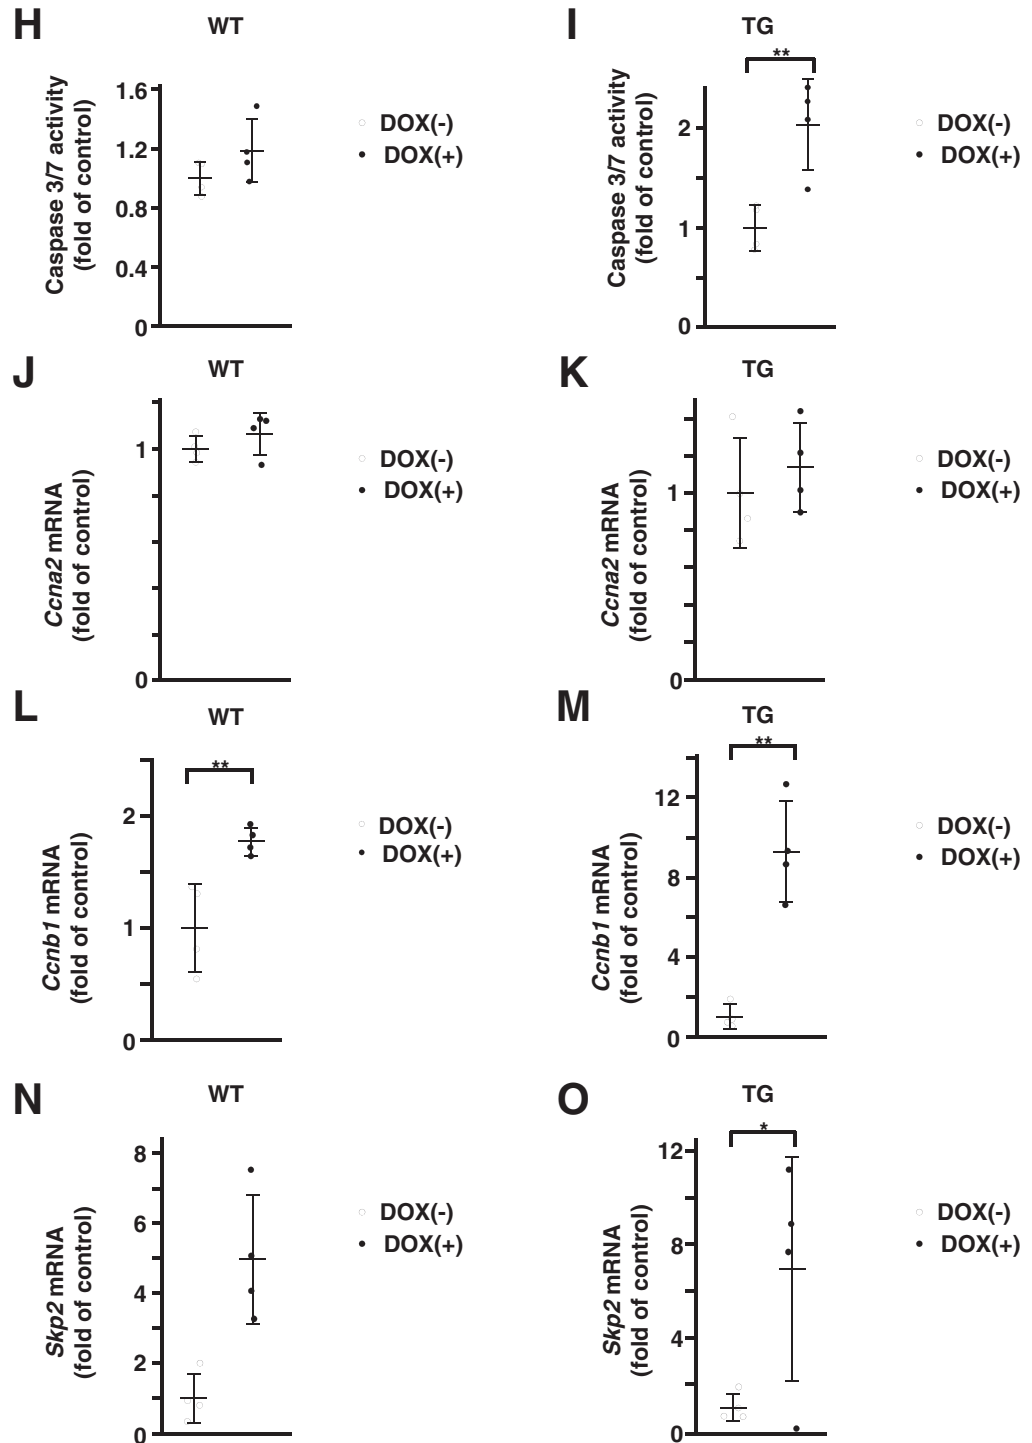 H
WT
Caspase 3/7 activity
(fold of control)
1.6
1.2
0.8
0.4
0
DOX(-)
DOX(+)
I
TG
**
Caspase 3/7 activity
(fold of control)
2
1
0
DOX(-)
DOX(+)
J
WT
Ccna2 mRNA
(fold of control)
1
0
DOX(-)
DOX(+)
K
TG
Ccna2 mRNA
(fold of control)
1
0
DOX(-)
DOX(+)
L
WT
**
Ccnb1 mRNA
(fold of control)
2
1
0
DOX(-)
DOX(+)
M
TG
**
Ccnb1 mRNA
(fold of control)
12
8
4
0
DOX(-)
DOX(+)
N
WT
Skp2 mRNA
(fold of control)
8
6
4
2
0
DOX(-)
DOX(+)
O
TG
*
Skp2 mRNA
(fold of control)
12
8
4
0
DOX(-)
DOX(+)